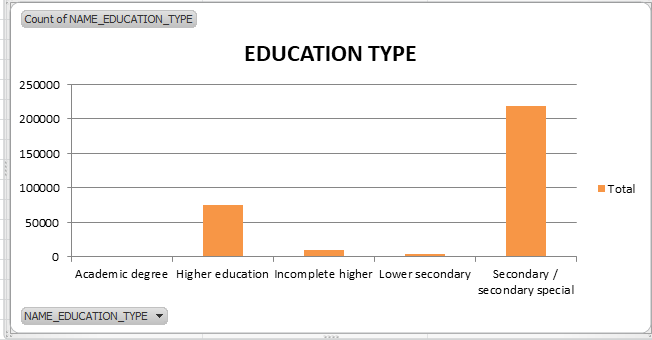 Count of NAME_EDUCATION_TYPE
EDUCATION TYPE
250000
200000
150000
100000
50000
0
Academic degree Higher education Incomplete higher Lower secondary Secondary /
secondary special
Total
NAME_EDUCATION_TYPE